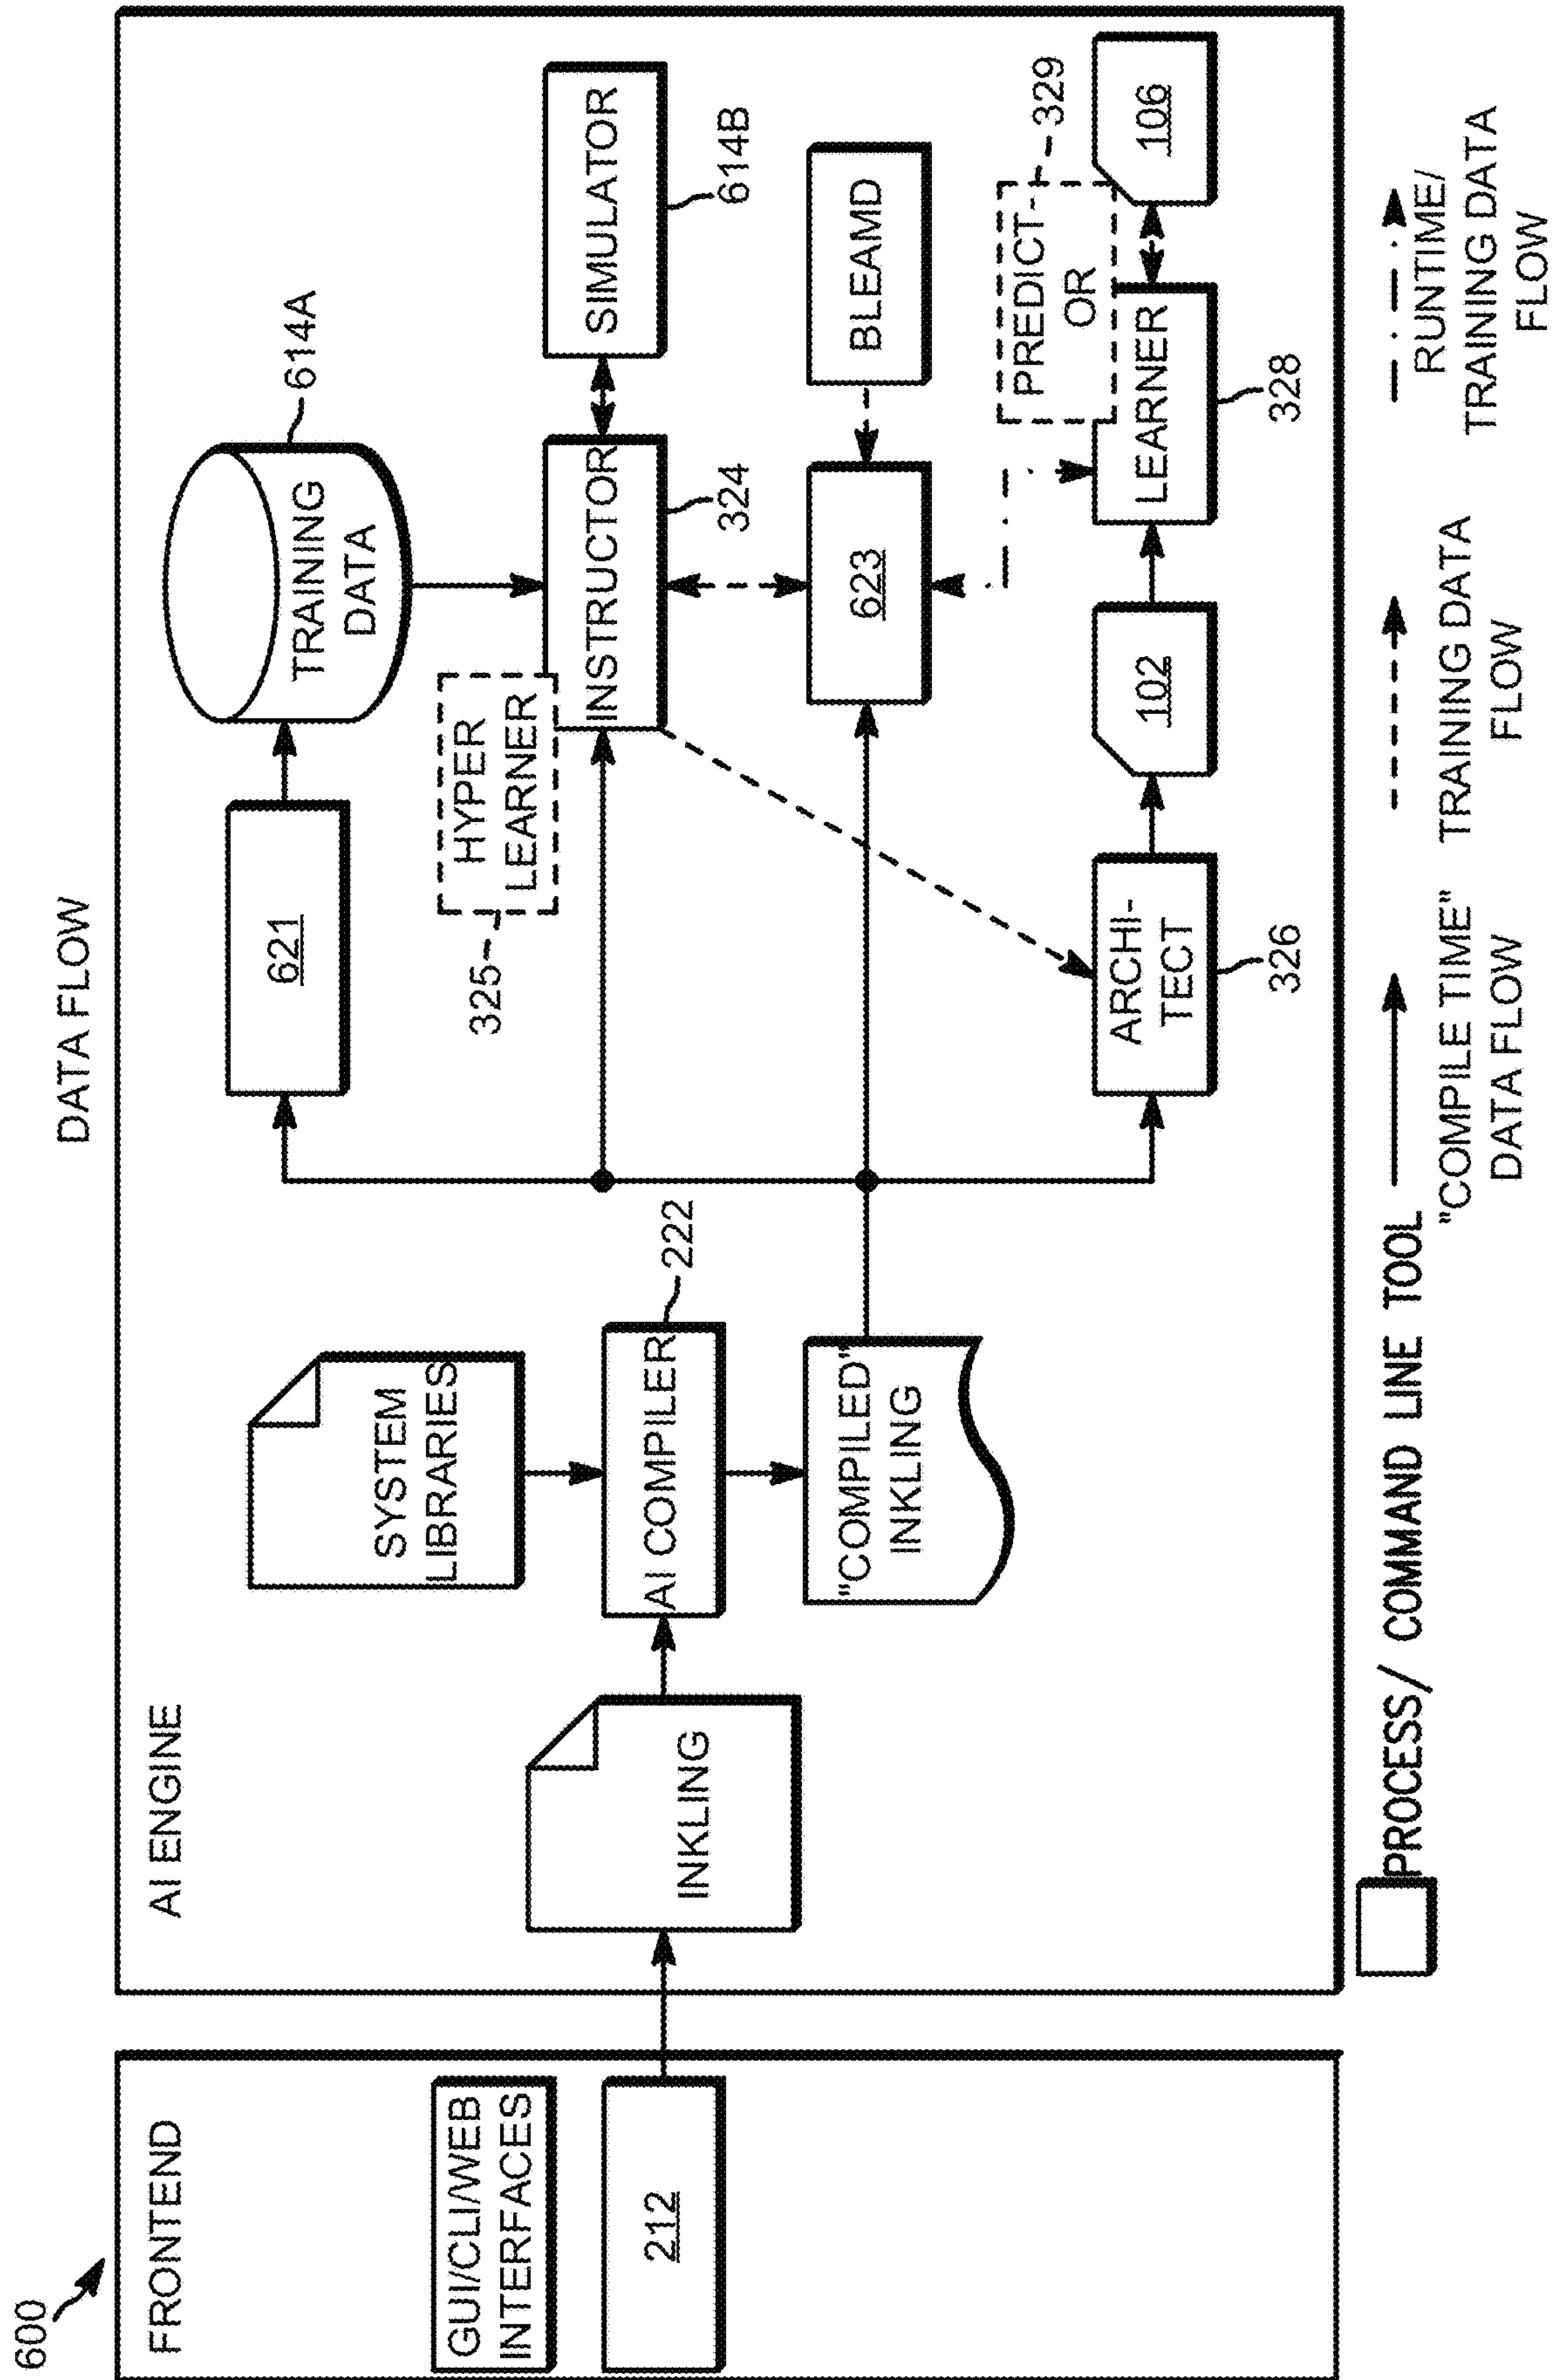 600
DATA FLOW
FRONTEND
GUI/CLI/WEB
INTERFACES
212
AI ENGINE
INKLING
SYSTEM
LIBRARIES
AI COMPILER
222
"COMPILED"
INKLING
621
TRAINING
DATA
614A
325
HYPER
LEARNER
INSTRUCTOR
324
SIMULATOR
614B
623
BLEAMD
ARCHI-
TECT
326
102
PREDICT-
OR
329
LEARNER
328
106
PROCESS/ COMMAND LINE TOOL
"COMPILE TIME"
DATA FLOW
TRAINING DATA
FLOW
RUNTIME/
TRAINING DATA
FLOW